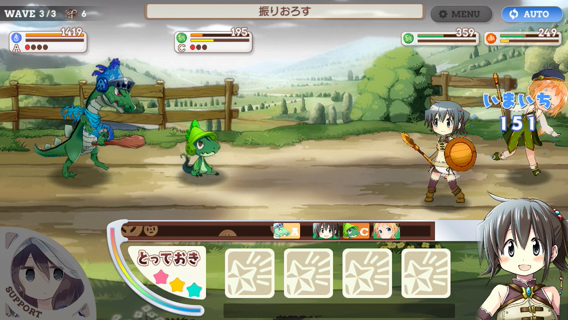 WAVE 3/3 6
振りおろす
MENU
AUTO
1419
A
195
C
359
249
いまいち
151
A
C
とっておき
SUPPORT